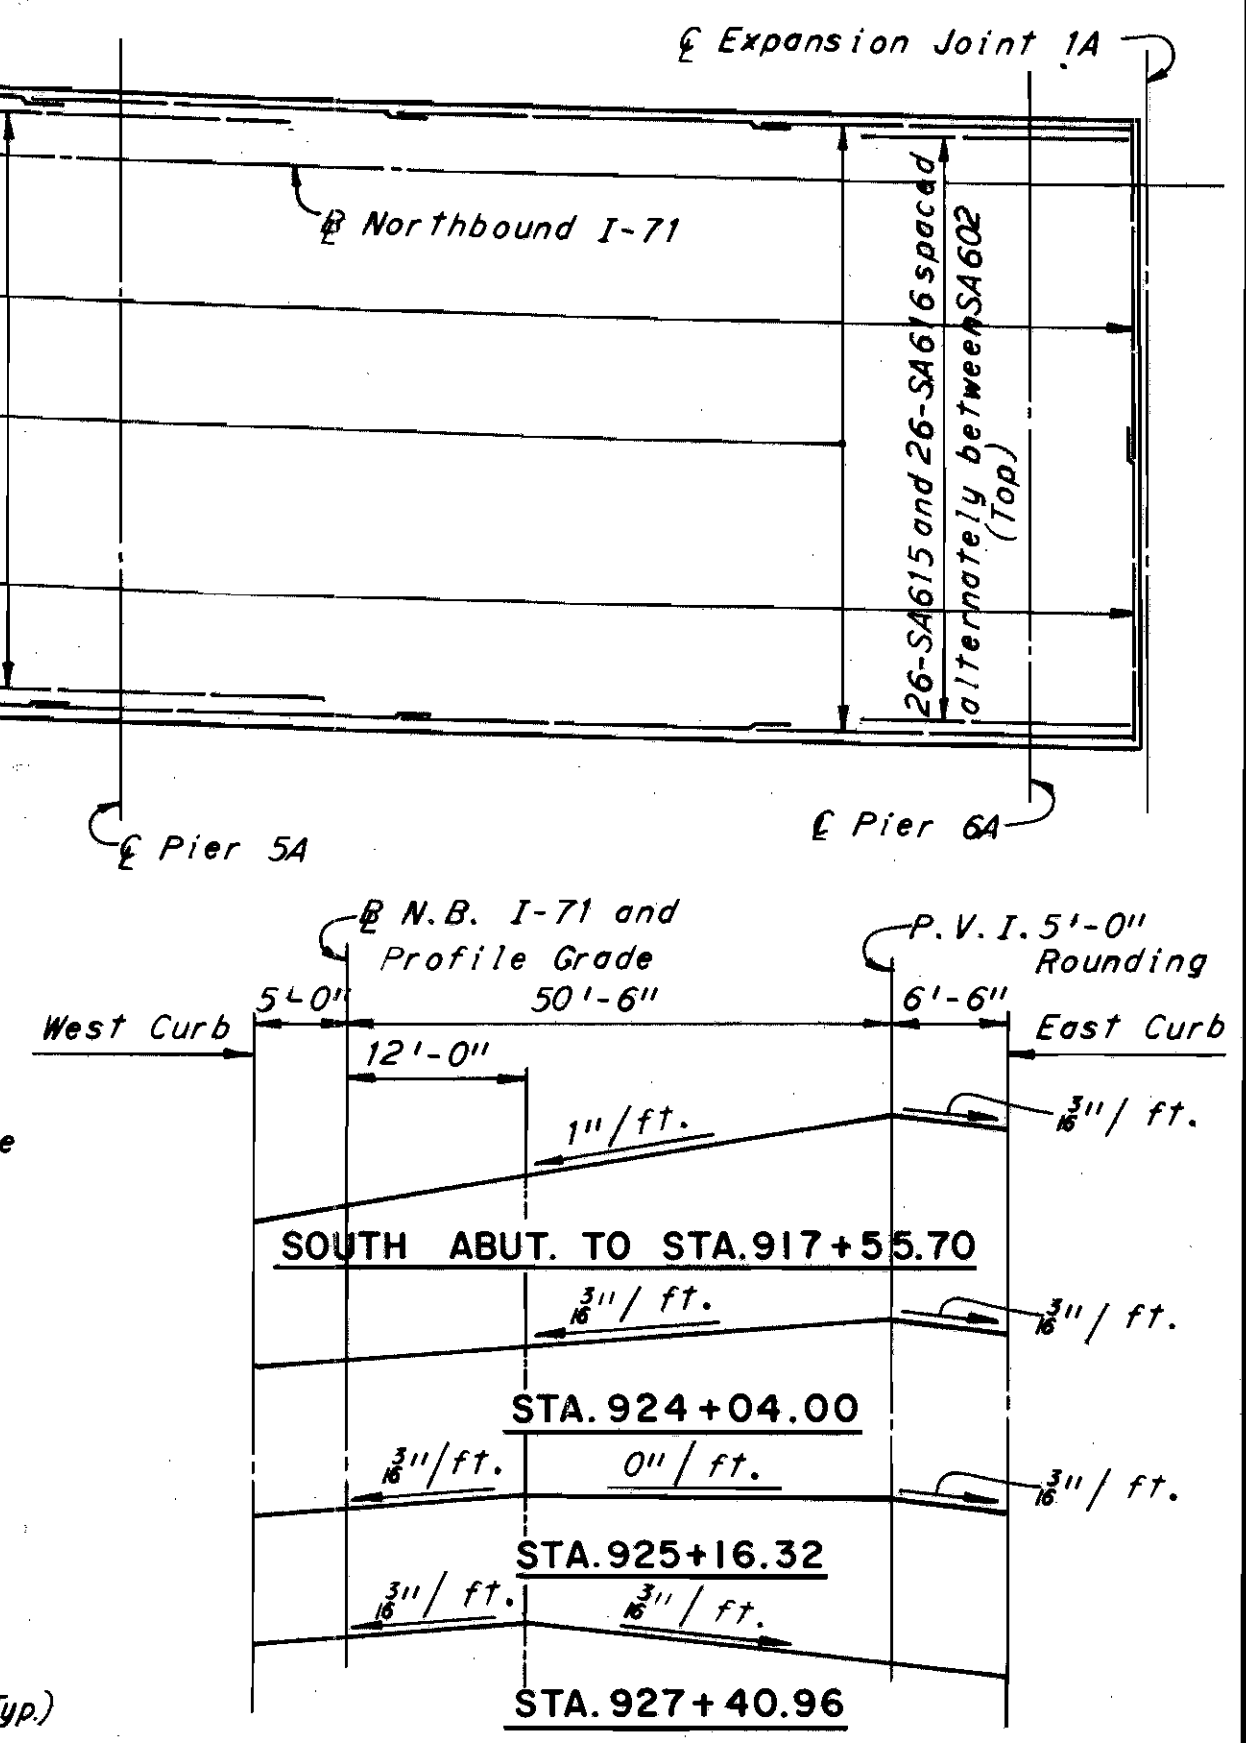 ℄ Expansion Joint 1A
26-SA615 and 26-SA616 spaced
alternately between SA602
(Top)
℄ Northbound I-71
℄ Pier 5A
℄ Pier 6A
℄ N.B. I-71 and
Profile Grade
P.V.I. 5'-0"
Rounding
5'-0"
50'-6"
6'-6"
West Curb
East Curb
12'-0"
1"/ft.
3/16"/ft.
SOUTH ABUT. TO STA. 917+55.70
3/16"/ft.
3/16"/ft.
STA. 924+04.00
3/16"/ft.
0"/ft.
3/16"/ft.
STA. 925+16.32
3/16"/ft.
3/16"/ft.
STA. 927+40.96